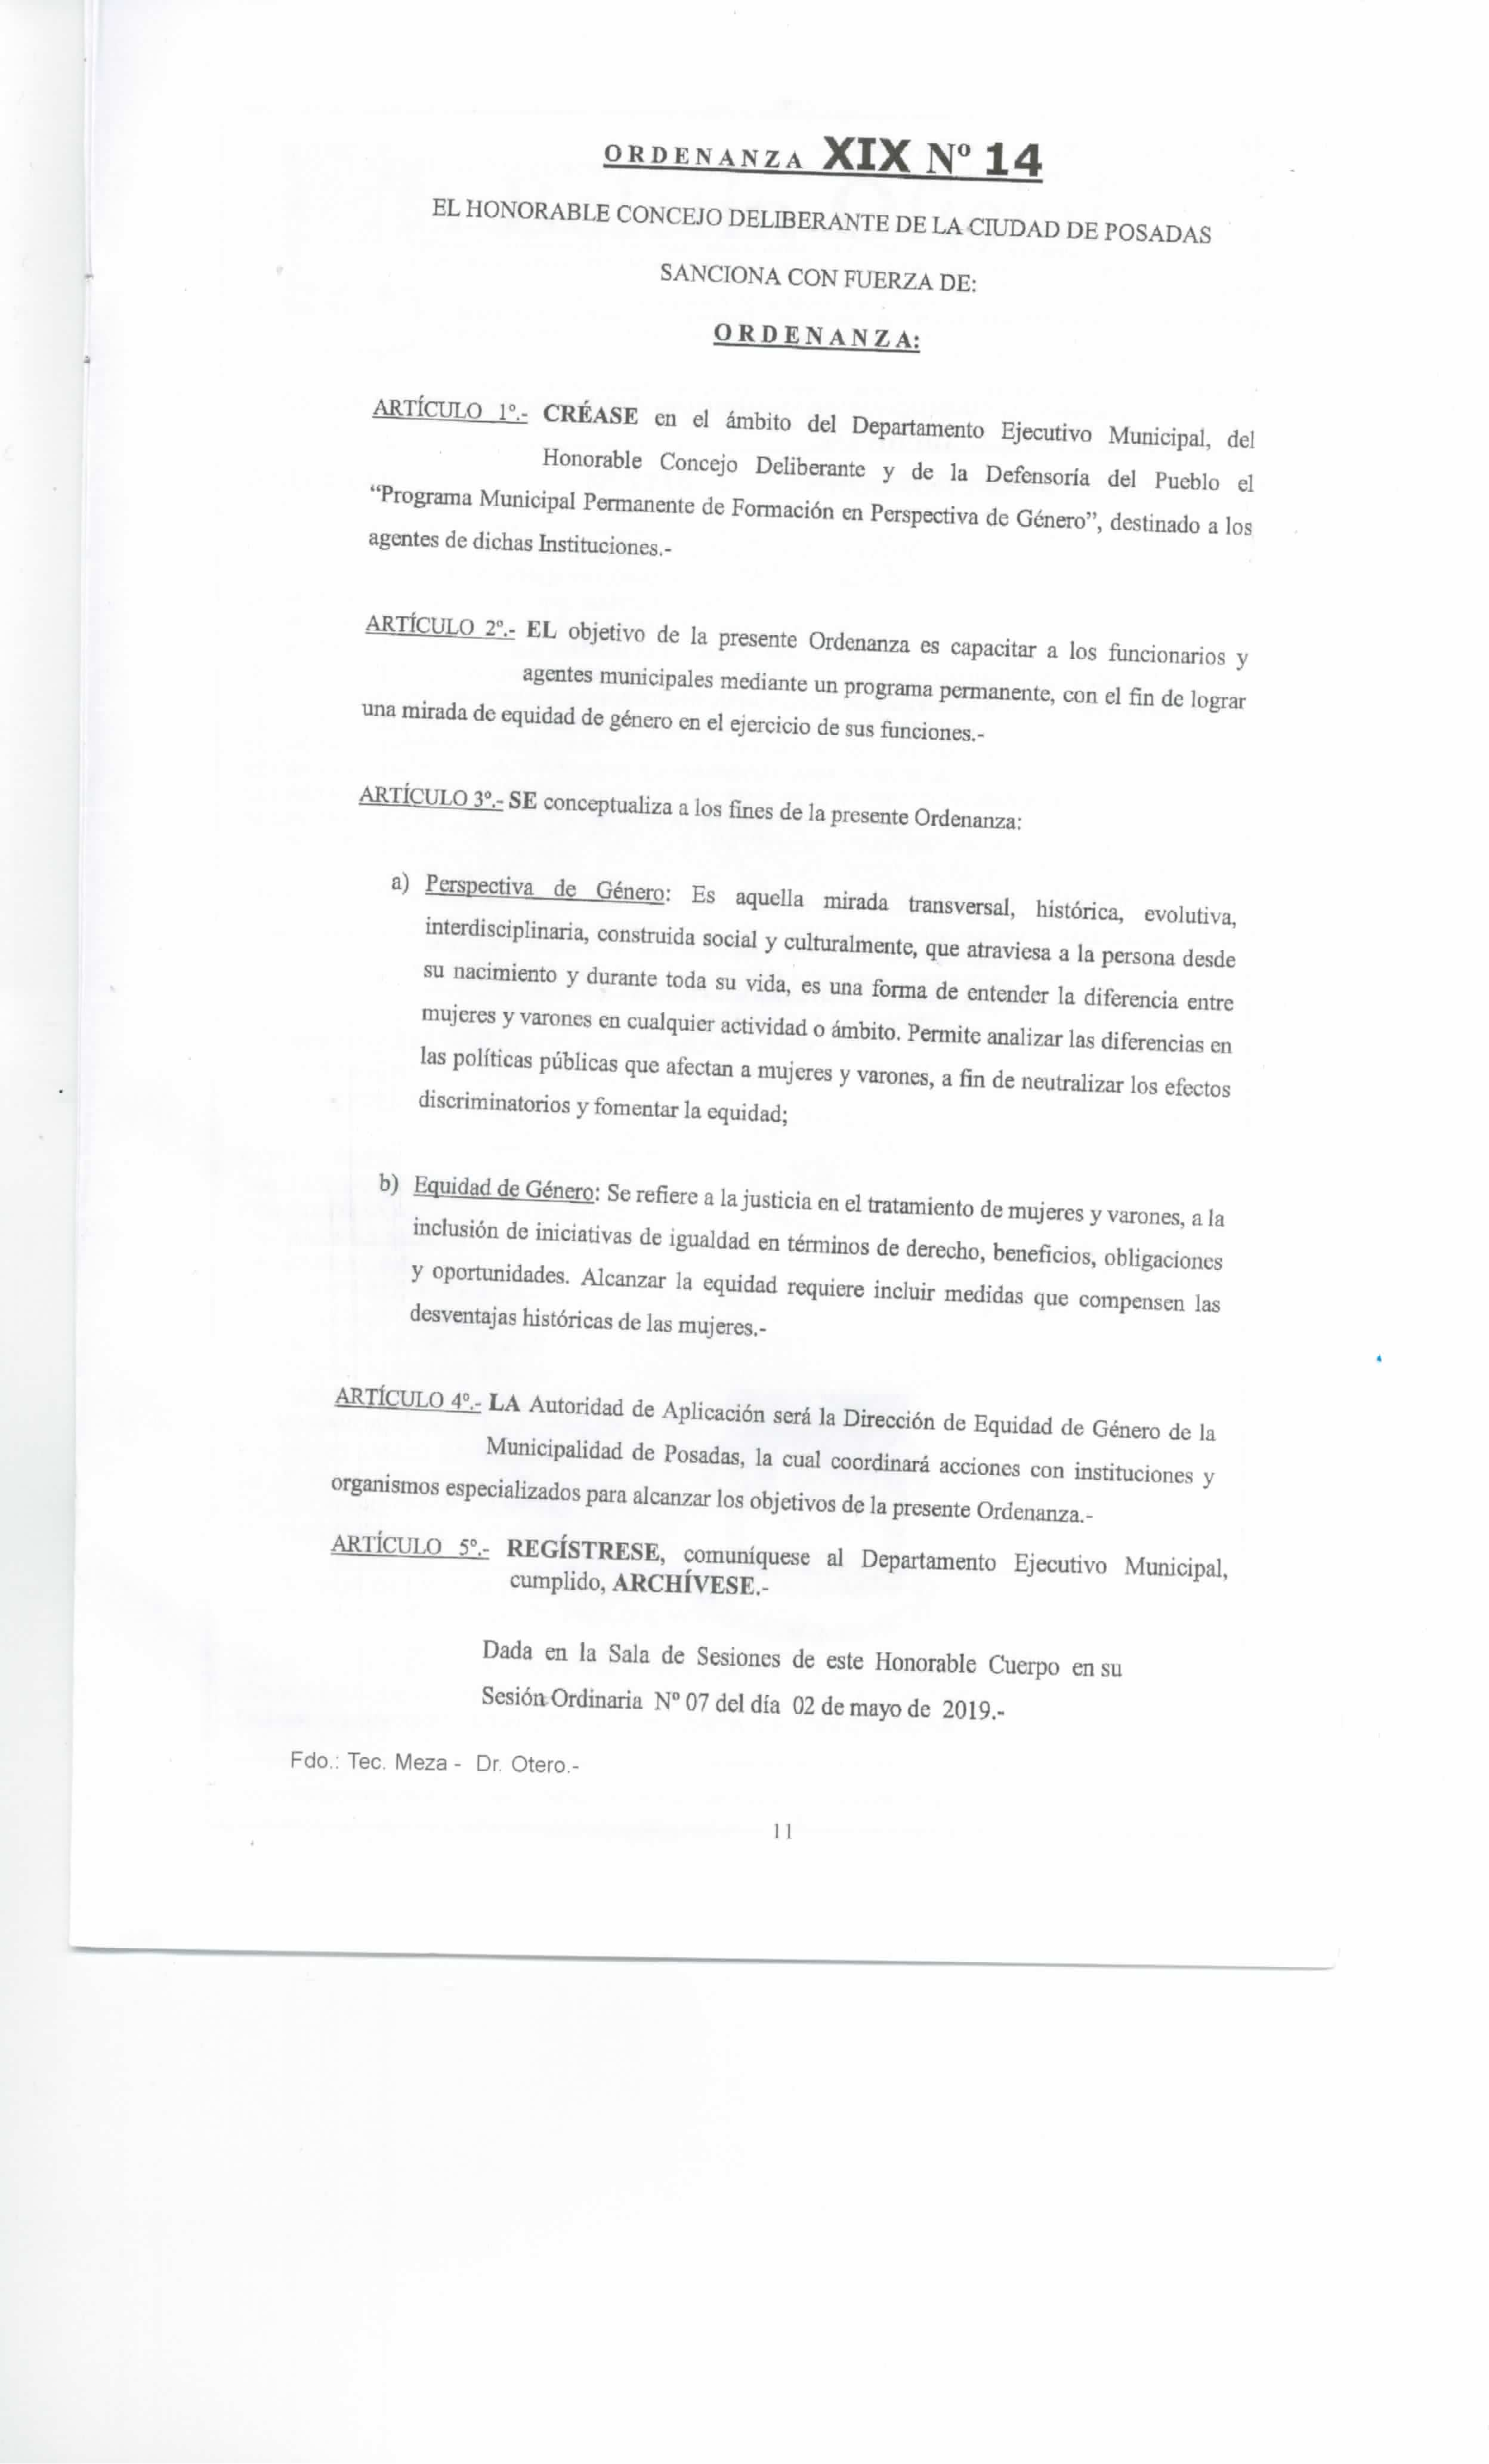 ORDENANZA XIX Nº 14
EL HONORABLE CONCEJO DELIBERANTE DE LA CIUDAD DE POSADAS
SANCIONA CON FUERZA DE:
ORDENANZA:
ARTÍCULO 1º.- CRÉASE en el ámbito del Departamento Ejecutivo Municipal, del
Honorable Concejo Deliberante y de la Defensoría del Pueblo el
“Programa Municipal Permanente de Formación en Perspectiva de Género”, destinado a los
agentes de dichas Instituciones.-
ARTÍCULO 2º.- EL objetivo de la presente Ordenanza es capacitar a los funcionarios y
agentes municipales mediante un programa permanente, con el fin de lograr
una mirada de equidad de género en el ejercicio de sus funciones.-
ARTÍCULO 3º.- SE conceptualiza a los fines de la presente Ordenanza:
a) Perspectiva de Género: Es aquella mirada transversal, histórica, evolutiva,
interdisciplinaria, construida social y culturalmente, que atraviesa a la persona desde
su nacimiento y durante toda su vida, es una forma de entender la diferencia entre
mujeres y varones en cualquier actividad o ámbito. Permite analizar las diferencias en
las políticas públicas que afectan a mujeres y varones, a fin de neutralizar los efectos
discriminatorios y fomentar la equidad;
b) Equidad de Género: Se refiere a la justicia en el tratamiento de mujeres y varones, a la
inclusión de iniciativas de igualdad en términos de derecho, beneficios, obligaciones
y oportunidades. Alcanzar la equidad requiere incluir medidas que compensen las
desventajas históricas de las mujeres.-
ARTÍCULO 4º.- LA Autoridad de Aplicación será la Dirección de Equidad de Género de la
Municipalidad de Posadas, la cual coordinará acciones con instituciones y
organismos especializados para alcanzar los objetivos de la presente Ordenanza.-
ARTÍCULO 5º.- REGÍSTRESE, comuníquese al Departamento Ejecutivo Municipal,
cumplido, ARCHÍVESE.-
Dada en la Sala de Sesiones de este Honorable Cuerpo en su
Sesión Ordinaria Nº 07 del día 02 de mayo de 2019.-
Fdo.: Tec. Meza - Dr. Otero.-
11